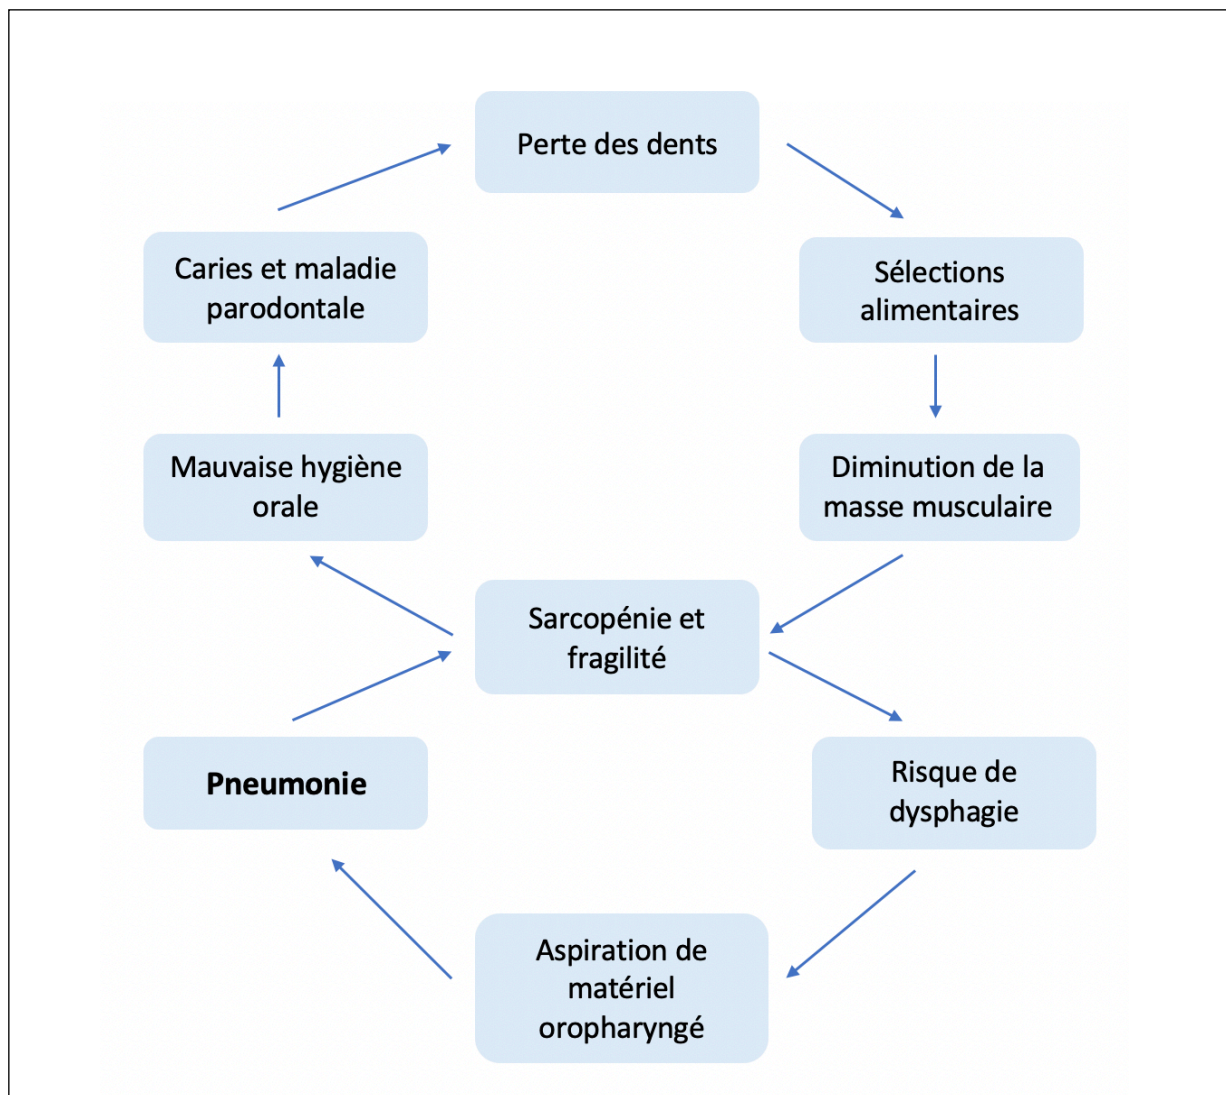 Perte des dents
Caries et maladie
parodontale
Sélections
alimentaires
Mauvaise hygiène
orale
Diminution de la
masse musculaire
Sarcopénie et
fragilité
Pneumonie
Risque de
dysphagie
Aspiration de
matériel
oropharyngé